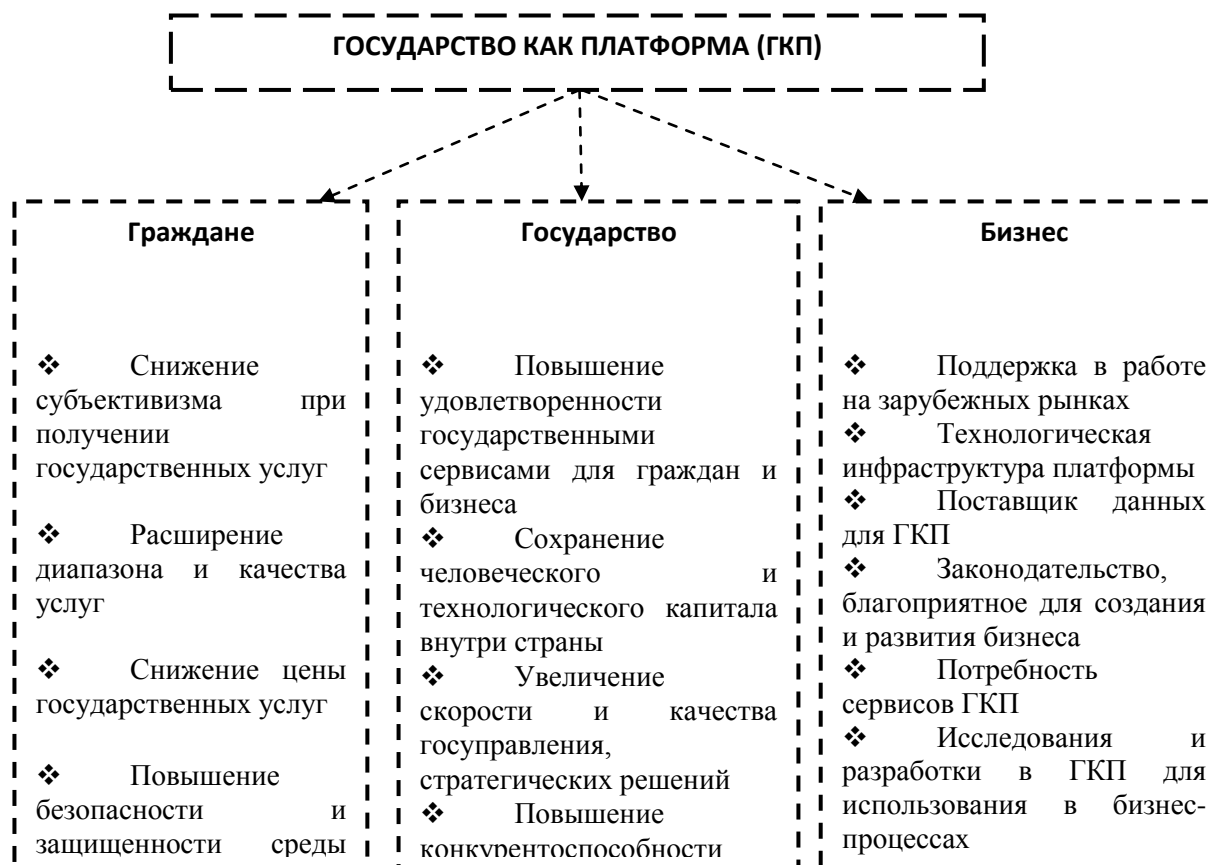 ГОСУДАРСТВО КАК ПЛАТФОРМА (ГКП)
Граждане
❖ Снижение
субъективизма при
получении
государственных услуг
❖ Расширение
диапазона и качества
услуг
❖ Снижение цены
государственных услуг
❖ Повышение
безопасности и
защищенности среды
Государство
❖ Повышение
удовлетворенности
государственными
сервисами для граждан и
бизнеса
❖ Сохранение
человеческого и
технологического капитала
внутри страны
❖ Увеличение
скорости и качества
госуправления,
стратегических решений
❖ Повышение
конкурентоспособности
Бизнес
❖ Поддержка в работе
на зарубежных рынках
❖ Технологическая
инфраструктура платформы
❖ Поставщик данных
для ГКП
❖ Законодательство,
благоприятное для создания
и развития бизнеса
❖ Потребность
сервисов ГКП
❖ Исследования и
разработки в ГКП для
использования в бизнес-
процессах